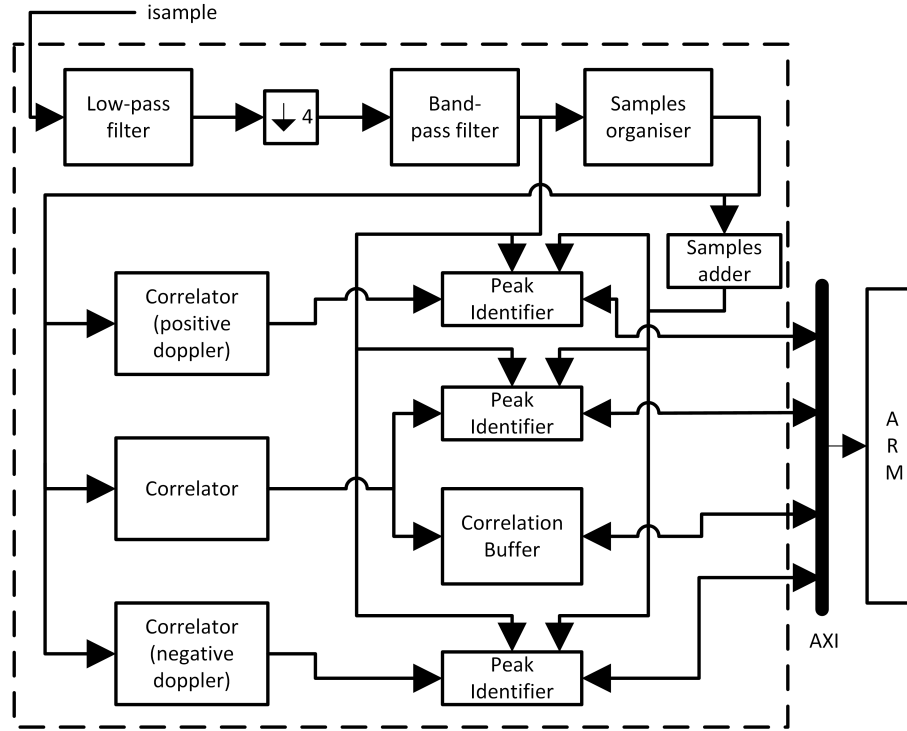 isample
Low-pass
filter
4
Band-
pass filter
Samples
organiser
Samples
adder
Correlator
(positive
doppler)
Peak
Identifier
Peak
Identifier
Correlator
Correlation
Buffer
Correlator
(negative
doppler)
Peak
Identifier
A
R
M
AXI